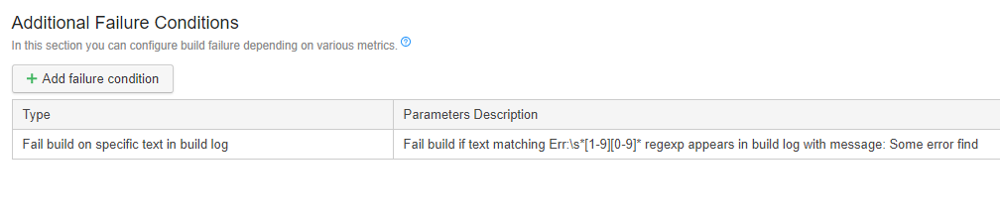 Additional Failure Conditions
In this section you can configure build failure depending on various metrics. ?
+ Add failure condition
Type Parameters Description
Fail build on specific text in build log Fail build if text matching Err:\s*[1-9][0-9]* regexp appears in build log with message: Some error find